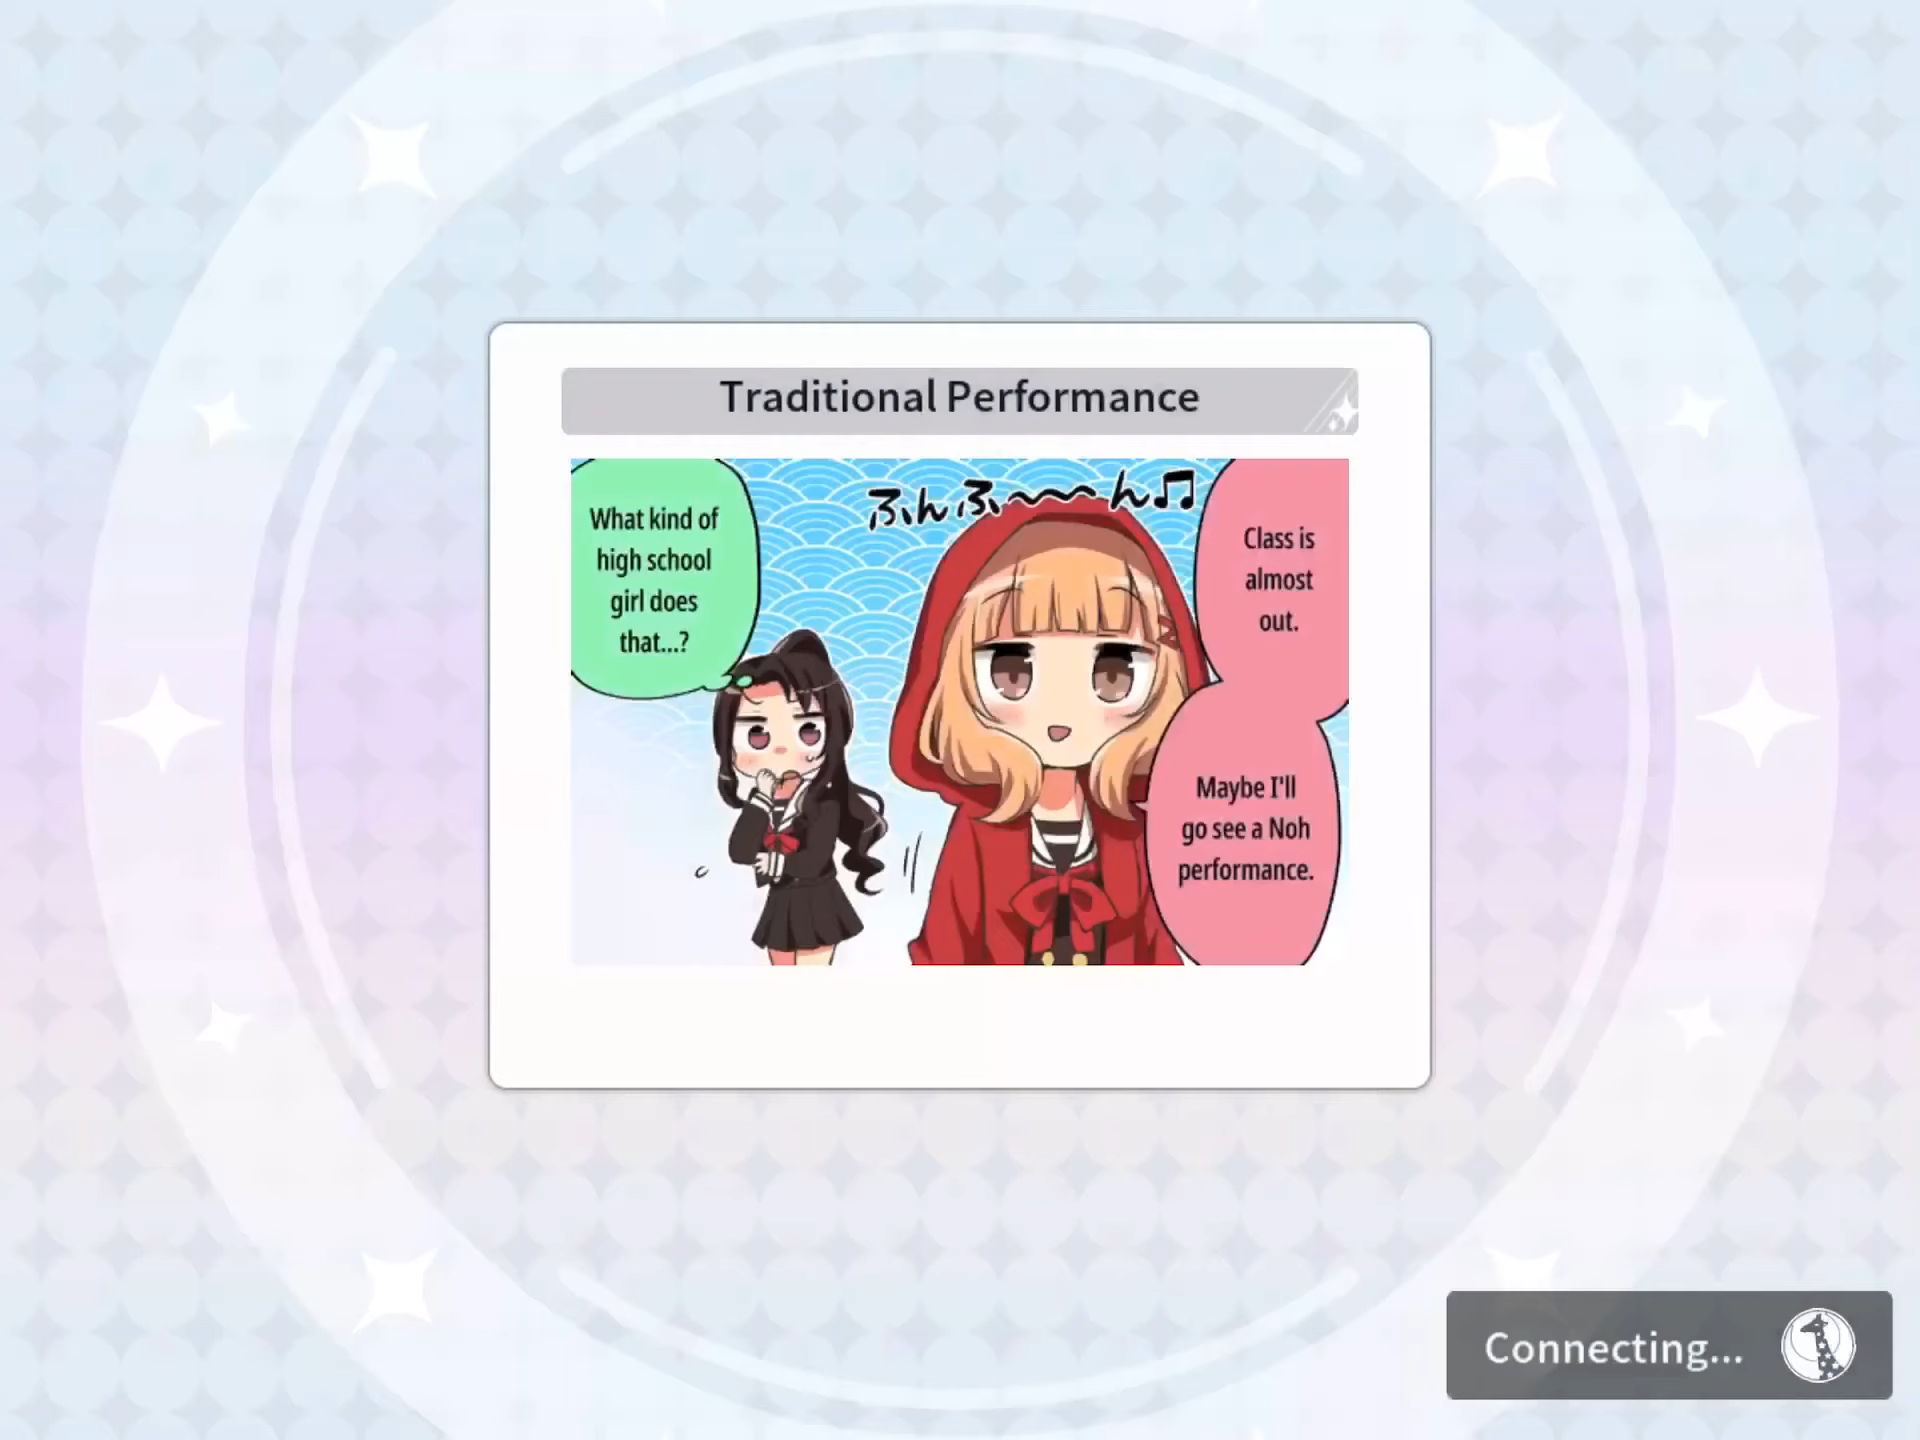 Traditional Performance
ふんふ〜〜ん♫
Class is
almost
out.
Maybe I'll
go see a Noh
performance.
What kind of
high school
girl does
that...?
Connecting...